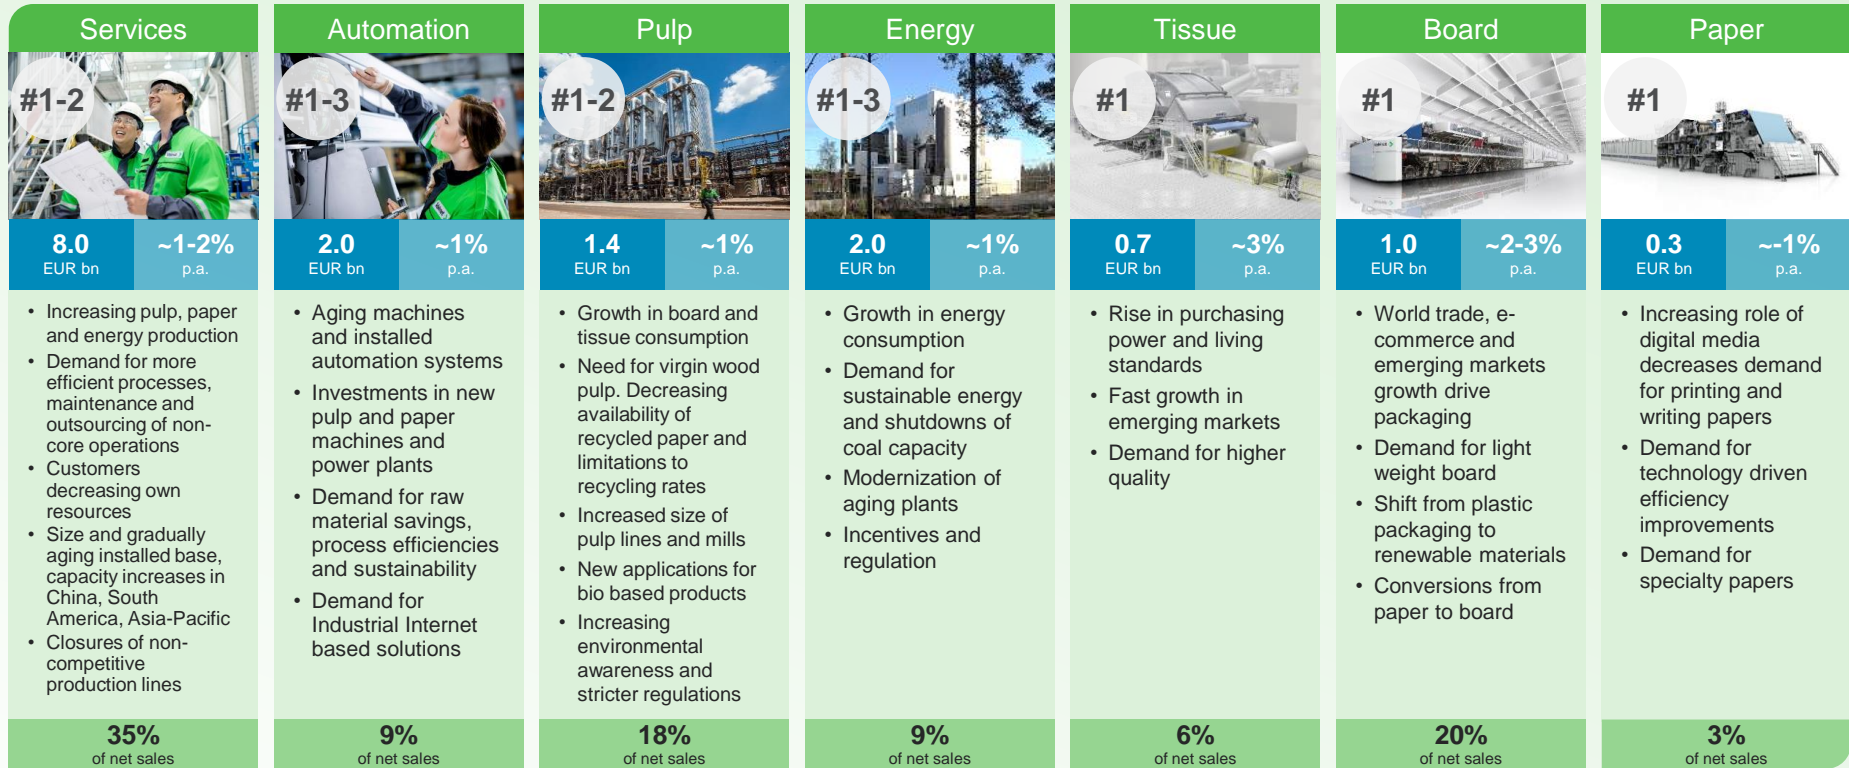 Services
#1-2
8.0
EUR bn
~1-2%
p.a.
• Increasing pulp, paper
and energy production
• Demand for more
efficient processes,
maintenance and
outsourcing of non-
core operations
• Customers
decreasing own
resources
• Size and gradually
aging installed base,
capacity increases in
China, South
America, Asia-Pacific
• Closures of non-
competitive
production lines
35%
of net sales
Automation
#1-3
2.0
EUR bn
~1%
p.a.
• Aging machines
and installed
automation systems
• Investments in new
pulp and paper
machines and
power plants
• Demand for raw
material savings,
process efficiencies
and sustainability
• Demand for
Industrial Internet
based solutions
9%
of net sales
Pulp
#1-2
1.4
EUR bn
~1%
p.a.
• Growth in board and
tissue consumption
• Need for virgin wood
pulp. Decreasing
availability of
recycled paper and
limitations to
recycling rates
• Increased size of
pulp lines and mills
• New applications for
bio based products
• Increasing
environmental
awareness and
stricter regulations
18%
of net sales
Energy
#1-3
2.0
EUR bn
~1%
p.a.
• Growth in energy
consumption
• Demand for
sustainable energy
and shutdowns of
coal capacity
• Modernization of
aging plants
• Incentives and
regulation
9%
of net sales
Tissue
#1
0.7
EUR bn
~3%
p.a.
• Rise in purchasing
power and living
standards
• Fast growth in
emerging markets
• Demand for higher
quality
6%
of net sales
Board
#1
1.0
EUR bn
~2-3%
p.a.
• World trade, e-
commerce and
emerging markets
growth drive
packaging
• Demand for light
weight board
• Shift from plastic
packaging to
renewable materials
• Conversions from
paper to board
20%
of net sales
Paper
#1
0.3
EUR bn
~-1%
p.a.
• Increasing role of
digital media
decreases demand
for printing and
writing papers
• Demand for
technology driven
efficiency
improvements
• Demand for
specialty papers
3%
of net sales